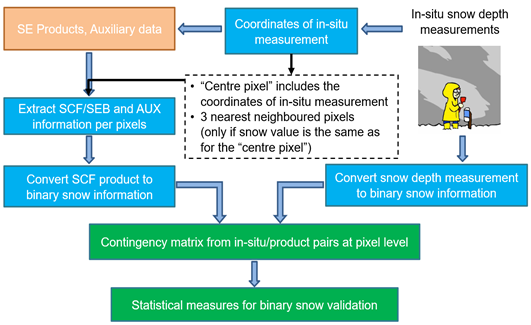 SE Products, Auxiliary data
Coordinates of in-situ
measurement
In-situ snow depth
measurements
• “Centre pixel” includes the
coordinates of in-situ measurement
• 3 nearest neighboured pixels
(only if snow value is the same as
for the “centre pixel”)
Extract SCF/SEB and AUX
information per pixels
Convert SCF product to
binary snow information
Convert snow depth measurement
to binary snow information
Contingency matrix from in-situ/product pairs at pixel level
Statistical measures for binary snow validation